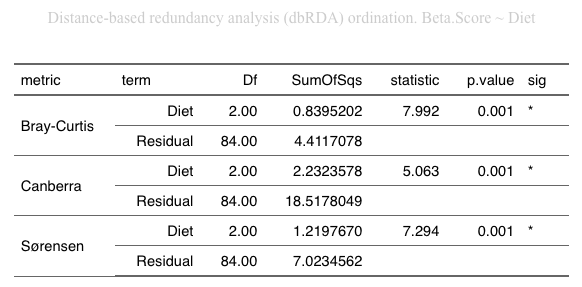 Distance-based redundancy analysis (dbRDA) ordination. Beta.Score ~ Diet
metric term Df SumOfSqs statistic p.value sig
Bray-Curtis Diet 2.00 0.8395202 7.992 0.001 *
Residual 84.00 4.4117078
Canberra Diet 2.00 2.2323578 5.063 0.001 *
Residual 84.00 18.5178049
Sørensen Diet 2.00 1.2197670 7.294 0.001 *
Residual 84.00 7.0234562